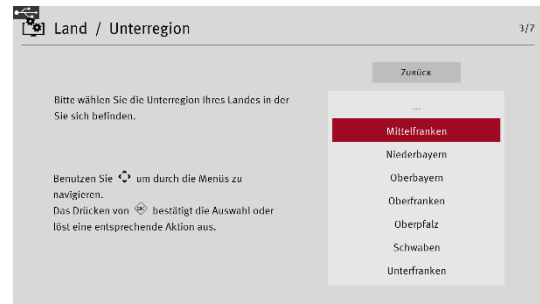 Land / Unterregion
3/7
Zurück
Bitte wählen Sie die Unterregion Ihres Landes in der
Sie sich befinden.
---
Mittelfranken
Niederbayern
Oberbayern
Oberfranken
Oberpfalz
Schwaben
Unterfranken
Benutzen Sie um durch die Menüs zu
navigieren.
Das Drücken von OK bestätigt die Auswahl oder
löst eine entsprechende Aktion aus.